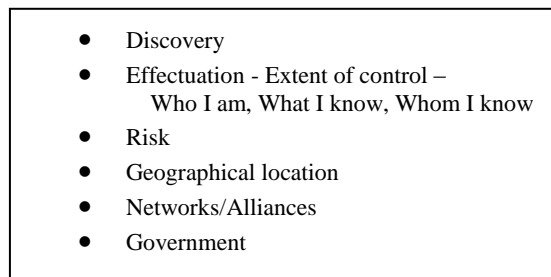 ● Discovery
● Effectuation - Extent of control –
Who I am, What I know, Whom I know
● Risk
● Geographical location
● Networks/Alliances
● Government